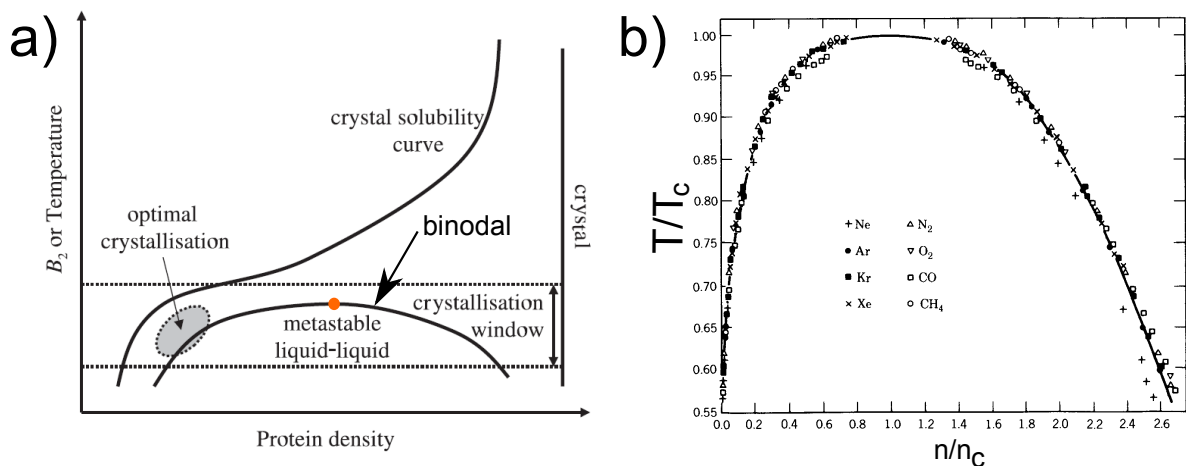 a)
B₂ or Temperature
crystal solubility
curve
optimal
crystallisation
binodal
crystal
crystallisation
window
metastable
liquid-liquid
Protein density
b)
T/Tc
1.00
0.95
0.90
0.85
0.80
0.75
0.70
0.65
0.60
0.55
+ Ne
● Ar
■ Kr
× Xe
△ N₂
▽ O₂
□ CO
○ CH₄
0.0 0.2 0.4 0.6 0.8 1.0 1.2 1.4 1.6 1.8 2.0 2.2 2.4 2.6
n/nc